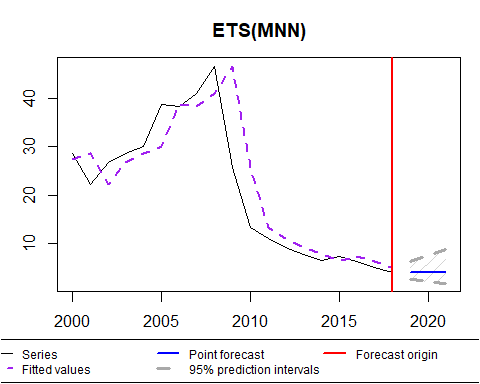 ETS(MNN)
40
30
20
10
2000 2005 2010 2015 2020
Series Point forecast Forecast origin
Fitted values 95% prediction intervals